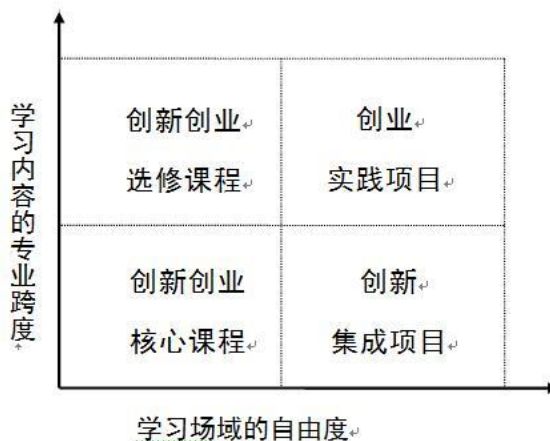 学习内容的专业跨度
创新创业
选修课程
创业
实践项目
创新创业
核心课程
创新
集成项目
学习场域的自由度